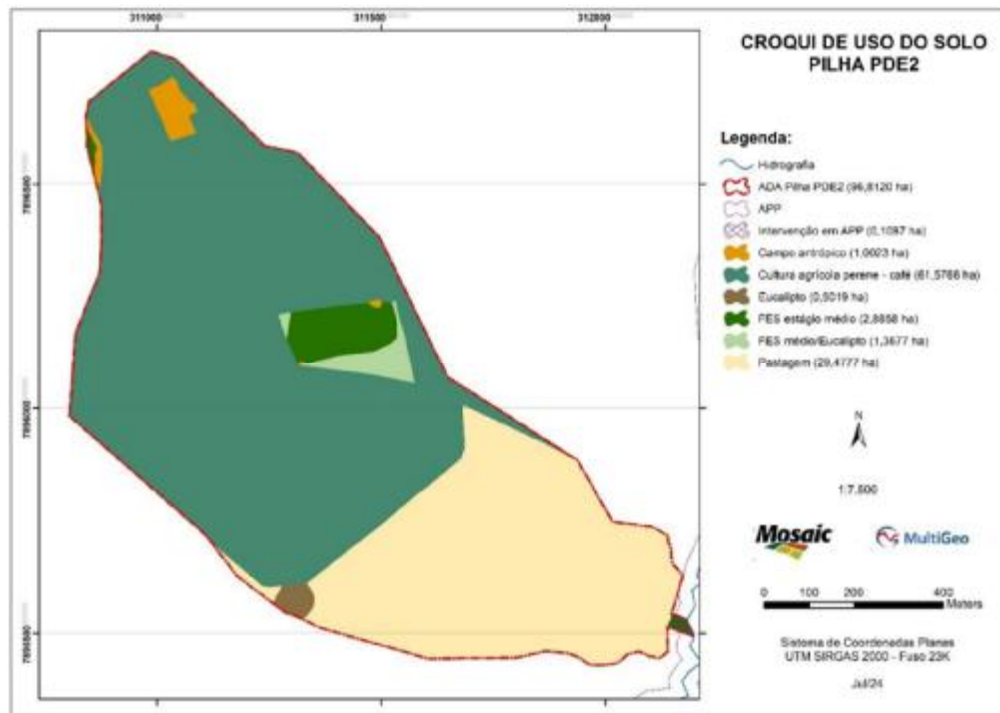 311000
311500
312000
CROQUI DE USO DO SOLO
PILHA PDE2
Legenda:
Hidrografia
ADA Pilha PDE2 (96,8120 ha)
APP
Intervenção em APP (0,1087 ha)
Campo antrópico (1,0023 ha)
Cultura agrícola perene - café (61,5766 ha)
Eucalipto (0,5019 ha)
FES estágio médio (2,8858 ha)
FES médio/Eucalipto (1,3677 ha)
Pastagem (29,4777 ha)
7896000
N
1:7.500
Mosaic
MultiGeo
0 100 200 400
Meters
Sistema de Coordenadas Planas
UTM SIRGAS 2000 - Fuso 23K
Jul/24